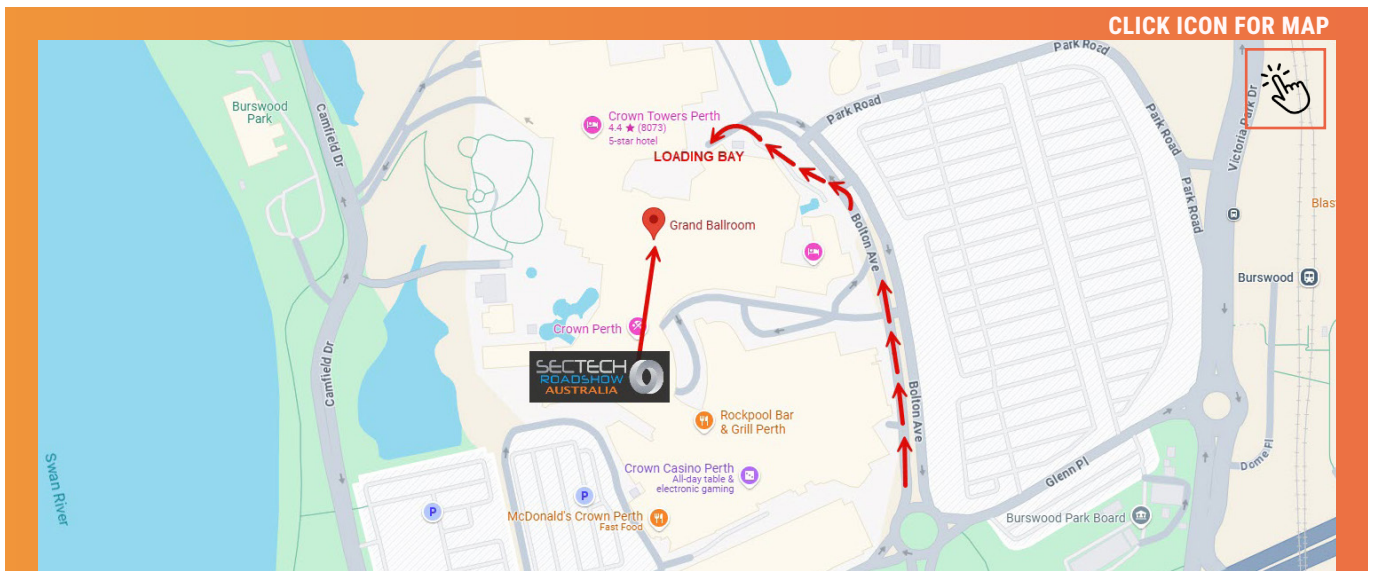 CLICK ICON FOR MAP
Park Road
Burswood
Park
Camfield Dr
Crown Towers Perth
4.4 ★ (8073)
5-star hotel
LOADING BAY
Park Road
Park Road
Victoria Park Dr
Park Road
Blas
Grand Ballroom
Bolton Ave
Burswood
Crown Perth
SECTECH
ROADSHOW
AUSTRALIA
Camfield Dr
Bolton Ave
Rockpool Bar
& Grill Perth
Crown Casino Perth
All-day table &
electronic gaming
Glenn Pl
Dome Pl
Swan River
P
P
McDonald's Crown Perth
Fast Food
Burswood Park Board